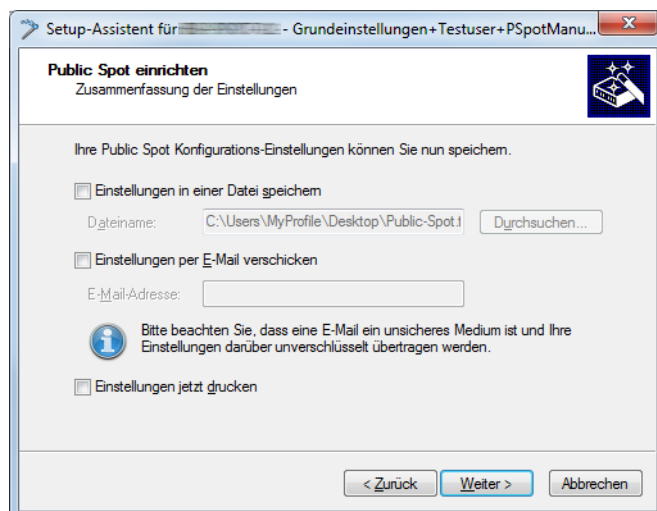 Setup-Assistent für - Grundeinstellungen+Testuser+PSpotManu...
Public Spot einrichten
Zusammenfassung der Einstellungen
Ihre Public Spot Konfigurations-Einstellungen können Sie nun speichern.
Einstellungen in einer Datei speichern
Dateiname: C:\Users\MyProfile\Desktop\Public-Spot.t Durchsuchen...
Einstellungen per E-Mail verschicken
E-Mail-Adresse:
Bitte beachten Sie, dass eine E-Mail ein unsicheres Medium ist und Ihre
Einstellungen darüber unverschlüsselt übertragen werden.
Einstellungen jetzt drucken
< Zurück Weiter > Abbrechen